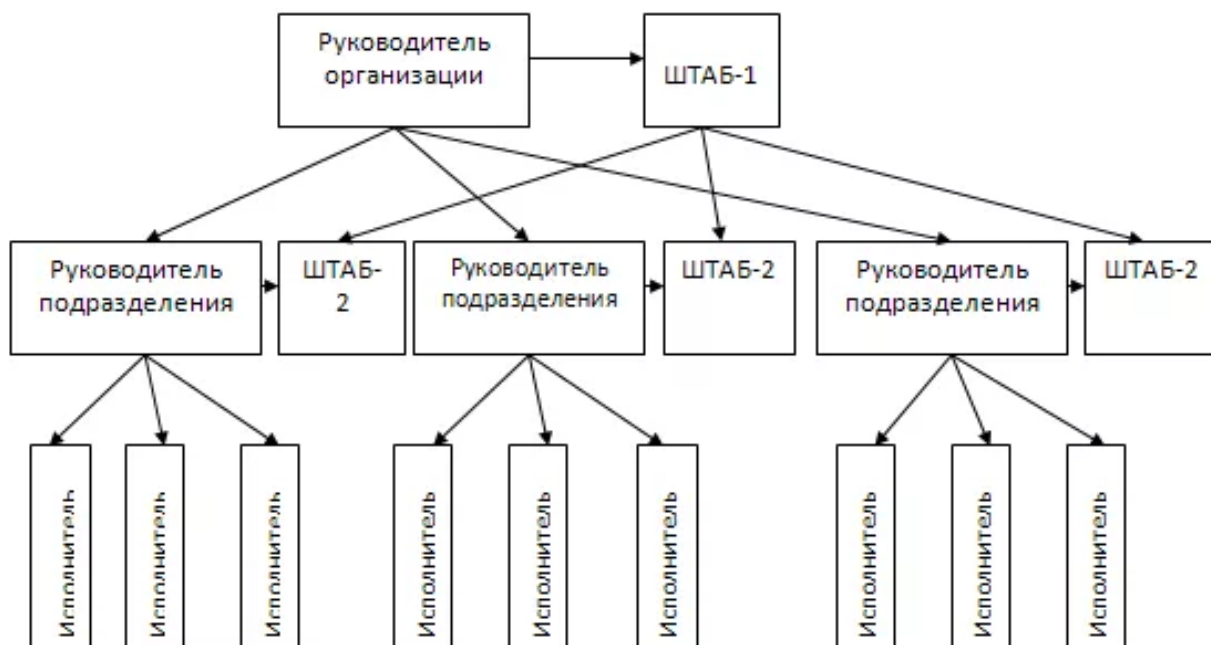 Руководитель
организации
ШТАБ-1
Руководитель
подразделения
ШТАБ-
2
Руководитель
подразделения
ШТАБ-2
Руководитель
подразделения
ШТАБ-2
Исполнитель
Исполнитель
Исполнитель
Исполнитель
Исполнитель
Исполнитель
Исполнитель
Исполнитель
Исполнитель